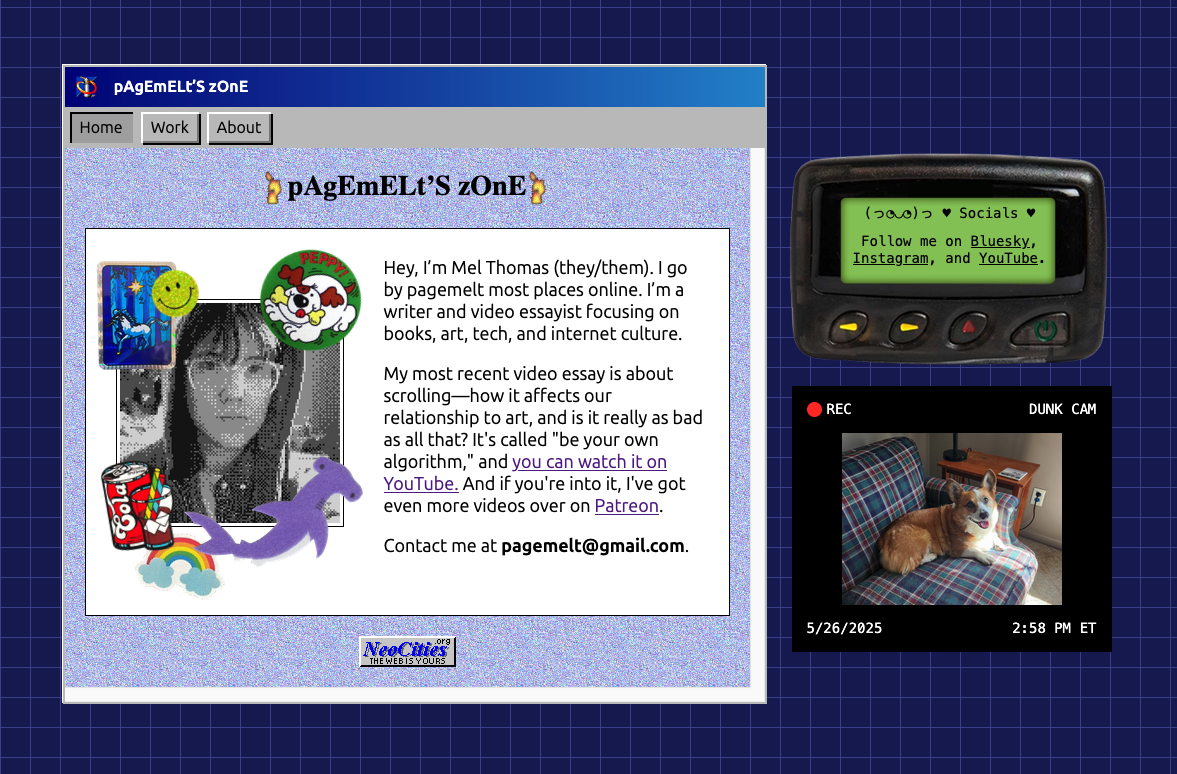 pAgEmELt’S zOnE
Home
Work
About
pAgEmELt’S zOnE
PEPPY!
Cola
Hey, I’m Mel Thomas (they/them). I go
by pagemelt most places online. I’m a
writer and video essayist focusing on
books, art, tech, and internet culture.
My most recent video essay is about
scrolling—how it affects our
relationship to art, and is it really as bad
as all that? It's called "be your own
algorithm," and you can watch it on
YouTube. And if you're into it, I've got
even more videos over on Patreon.
Contact me at pagemelt@gmail.com.
NeoCities.org
THE WEB IS YOURS
(っ◔◡◔)っ ♥ Socials ♥
Follow me on Bluesky,
Instagram, and YouTube.
REC
DUNK CAM
5/26/2025
2:58 PM ET